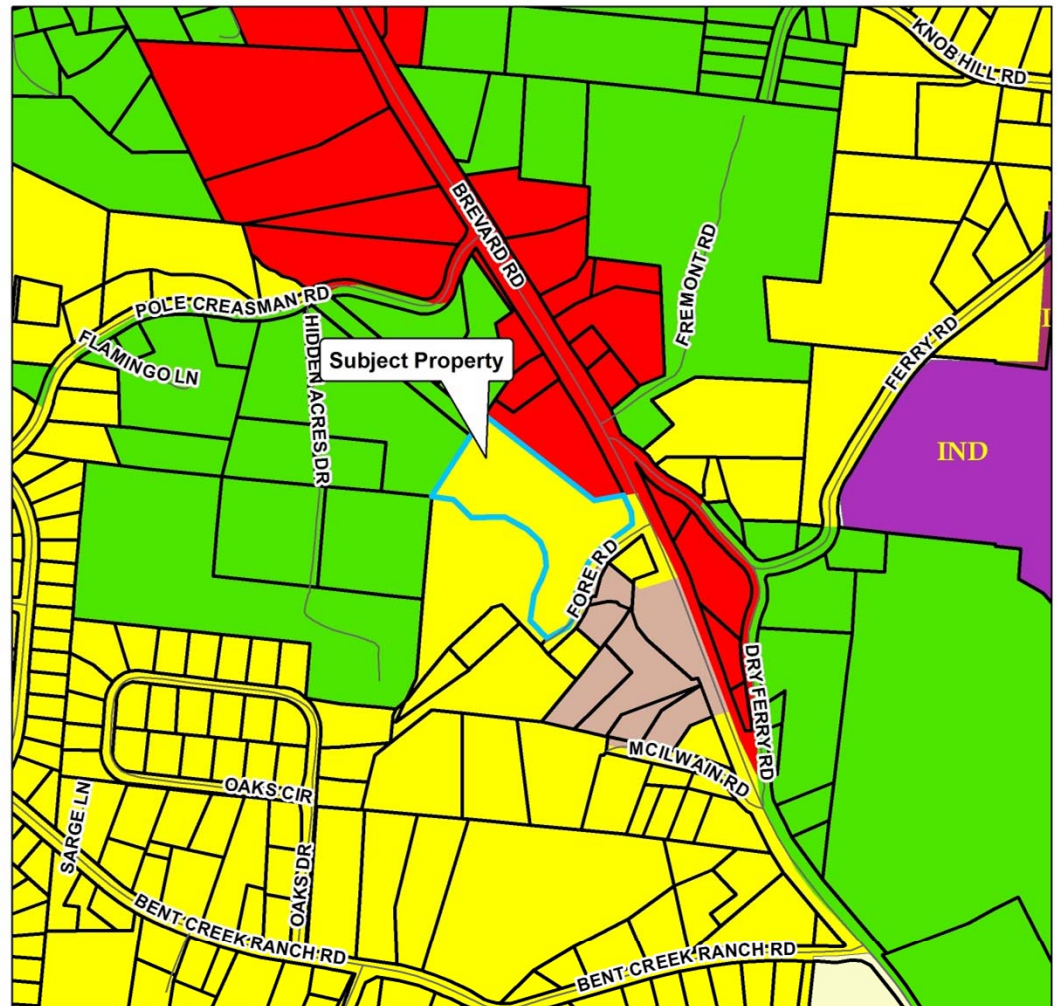 KNOB HILL RD
BREVARD RD
FREMONT RD
POLE CREASMAN RD
FLAMINGO LN
HIDDEN ACRES DR
Subject Property
FERRY RD
IND
FORE RD
DRY FERRY RD
MCILWAIN RD
OAKS CIR
SARGE LN
OAKS DR
BENT CREEK RANCH RD
BENT CREEK RANCH RD